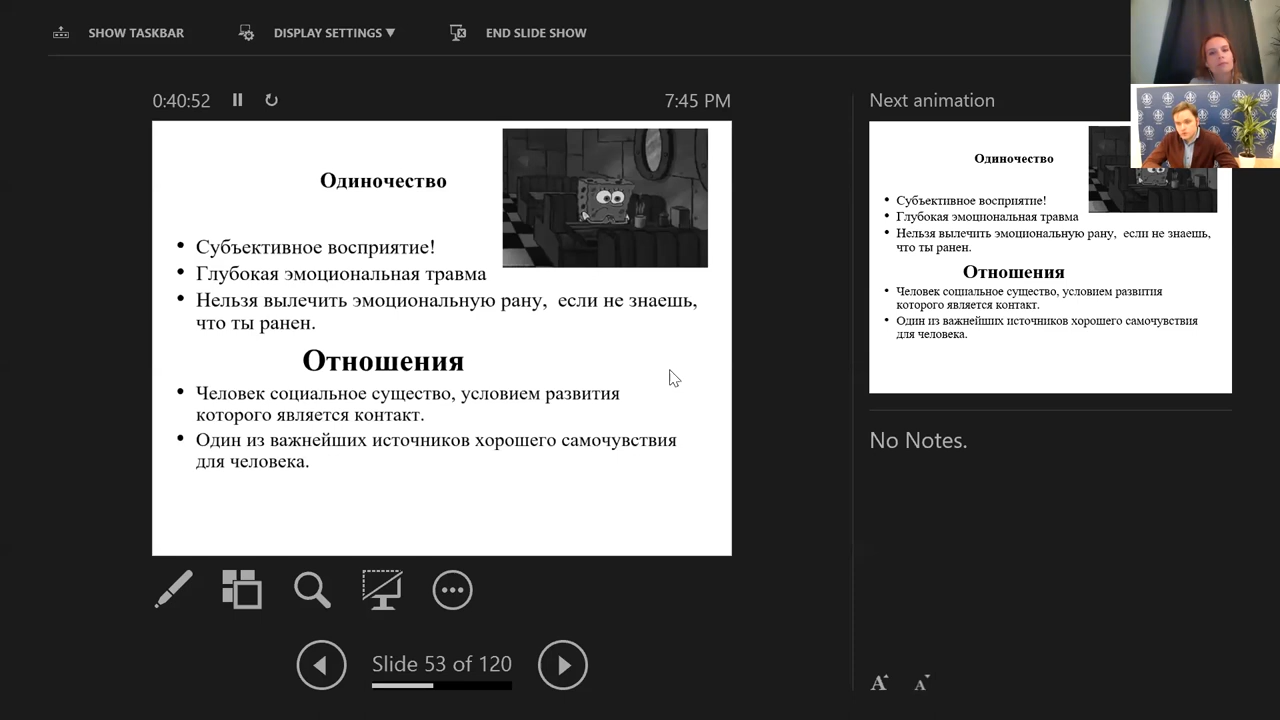 SHOW TASKBAR
DISPLAY SETTINGS ▼
END SLIDE SHOW
0:40:52
7:45 PM
Одиночество
• Субъективное восприятие!
• Глубокая эмоциональная травма
• Нельзя вылечить эмоциональную рану, если не знаешь,
что ты ранен.
Отношения
• Человек социальное существо, условием развития
которого является контакт.
• Один из важнейших источников хорошего самочувствия
для человека.
Slide 53 of 120
Next animation
Одиночество
• Субъективное восприятие!
• Глубокая эмоциональная травма
• Нельзя вылечить эмоциональную рану, если не знаешь,
что ты ранен.
Отношения
• Человек социальное существо, условием развития
которого является контакт.
• Один из важнейших источников хорошего самочувствия
для человека.
No Notes.
A A